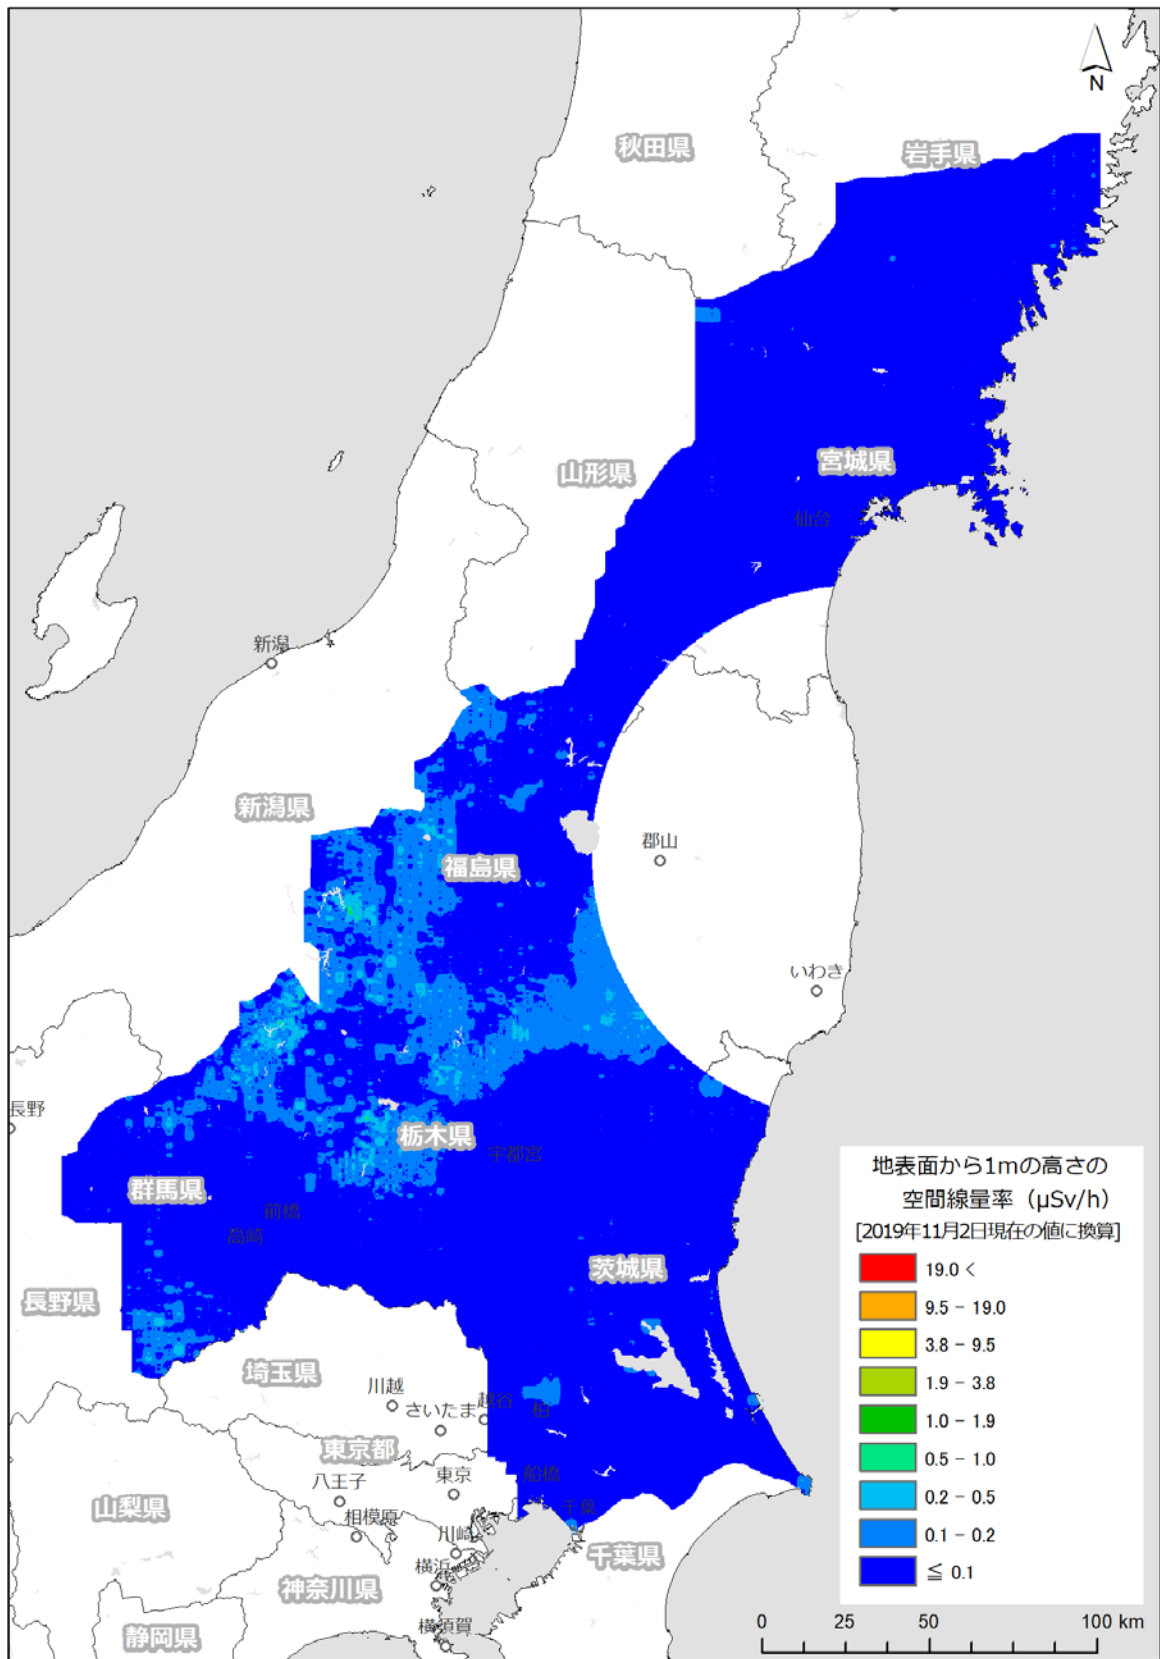 N
秋田県
岩手県
山形県
宮城県
仙台
新潟
新潟県
郡山
福島県
いわき
長野
栃木県
宇都宮
群馬県
前橋
高崎
茨城県
長野県
埼玉県
川越
越谷
柏
さいたま
東京都
八王子
東京
船橋
山梨県
相模原
千葉
川崎
千葉県
横浜
神奈川県
静岡県
横須賀
地表面から1mの高さの
空間線量率（μSv/h）
[2019年11月2日現在の値に換算]
19.0 <
9.5 - 19.0
3.8 - 9.5
1.9 - 3.8
1.0 - 1.9
0.5 - 1.0
0.2 - 0.5
0.1 - 0.2
≦ 0.1
0 25 50 100 km